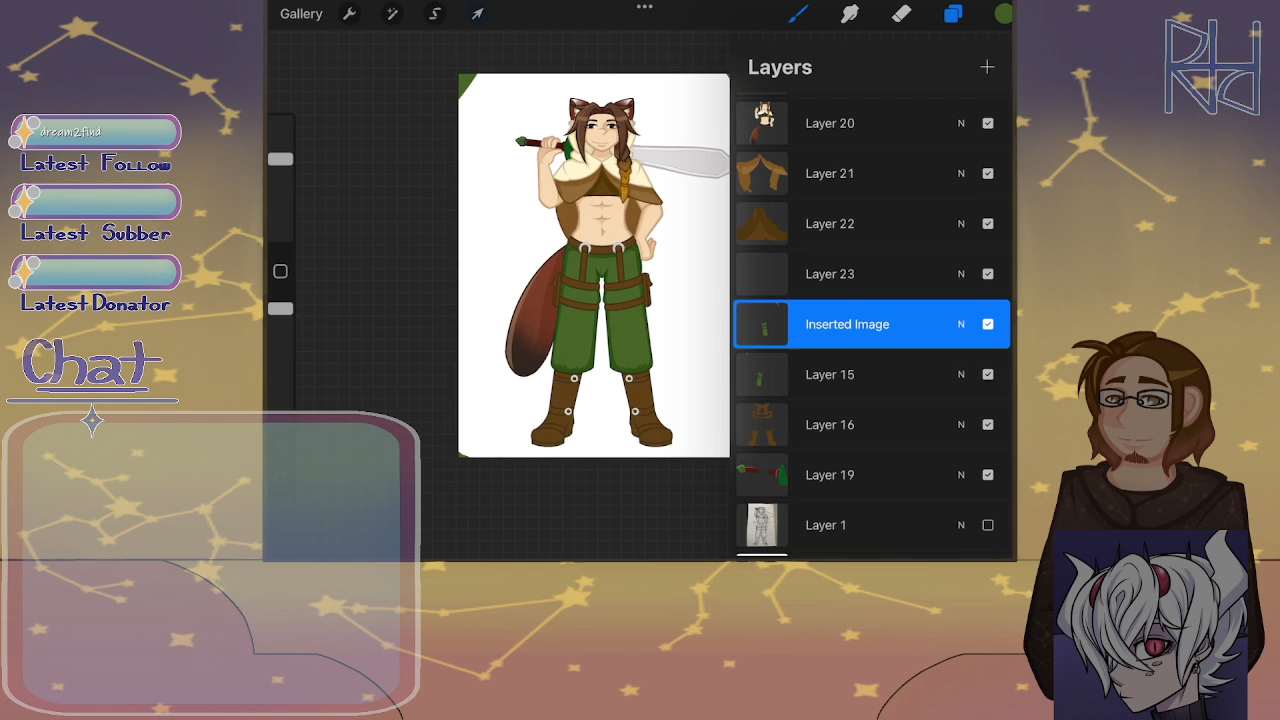 Gallery
Layers
dream2find
Latest Follow
Latest Subber
Latest Donator
Chat
Layer 20 N
Layer 21 N
Layer 22 N
Layer 23 N
Inserted Image N
Layer 15 N
Layer 16 N
Layer 19 N
Layer 1 N